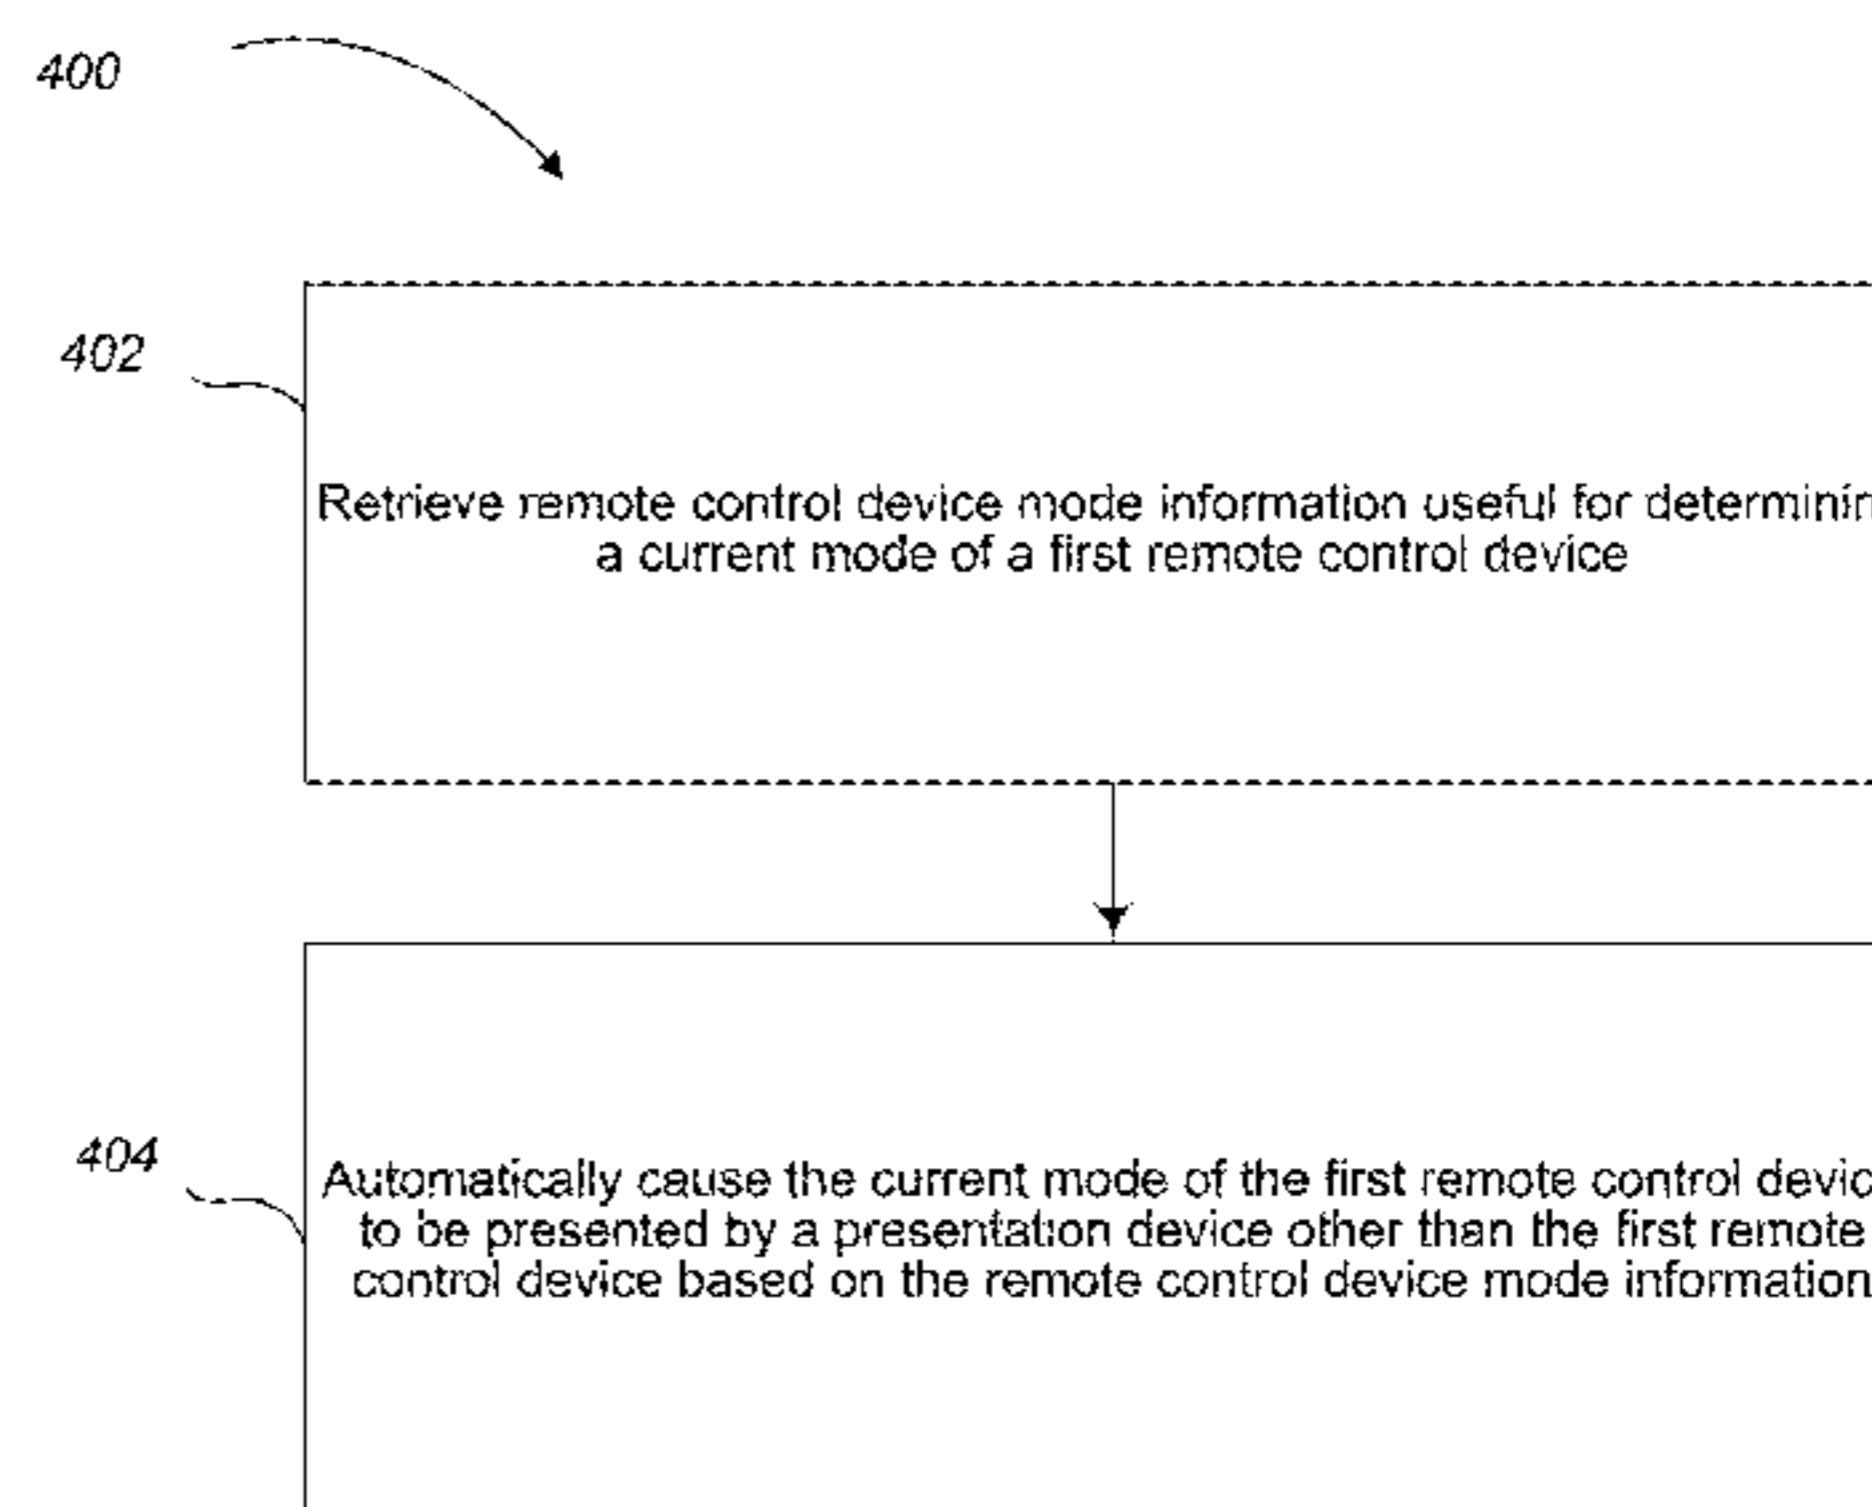 400
402
Retrieve remote control device mode information useful for determinin
a current mode of a first remote control device
404
Automatically cause the current mode of the first remote control devic
to be presented by a presentation device other than the first remote
control device based on the remote control device mode information